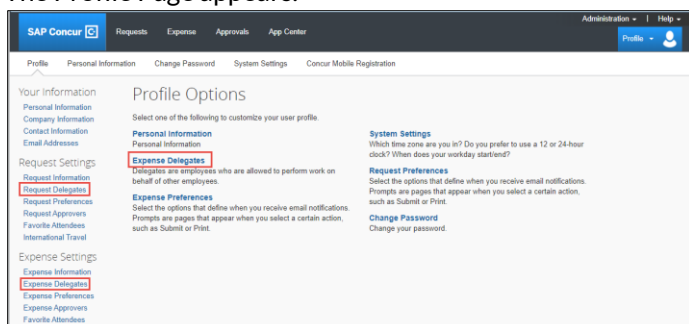 The Profile Page appears.
Administration | Help
SAP Concur C Requests Expense Approvals App Center
Profile
Profile Personal Information Change Password System Settings Concur Mobile Registration
Your Information
Personal Information
Company Information
Contact Information
Email Addresses
Request Settings
Request Information
Request Delegates
Request Preferences
Request Approvers
Favorite Attendees
International Travel
Expense Settings
Expense Information
Expense Delegates
Expense Preferences
Expense Approvers
Favorite Attendees
Profile Options
Select one of the following to customize your user profile.
Personal Information
Personal Information
Expense Delegates
Delegates are employees who are allowed to perform work on
behalf of other employees.
Expense Preferences
Select the options that define when you receive email notifications.
Prompts are pages that appear when you select a certain action,
such as Submit or Print.
System Settings
Which time zone are you in? Do you prefer to use a 12 or 24-hour
clock? When does your workday start/end?
Request Preferences
Select the options that define when you receive email notifications.
Prompts are pages that appear when you select a certain action,
such as Submit or Print.
Change Password
Change your password.